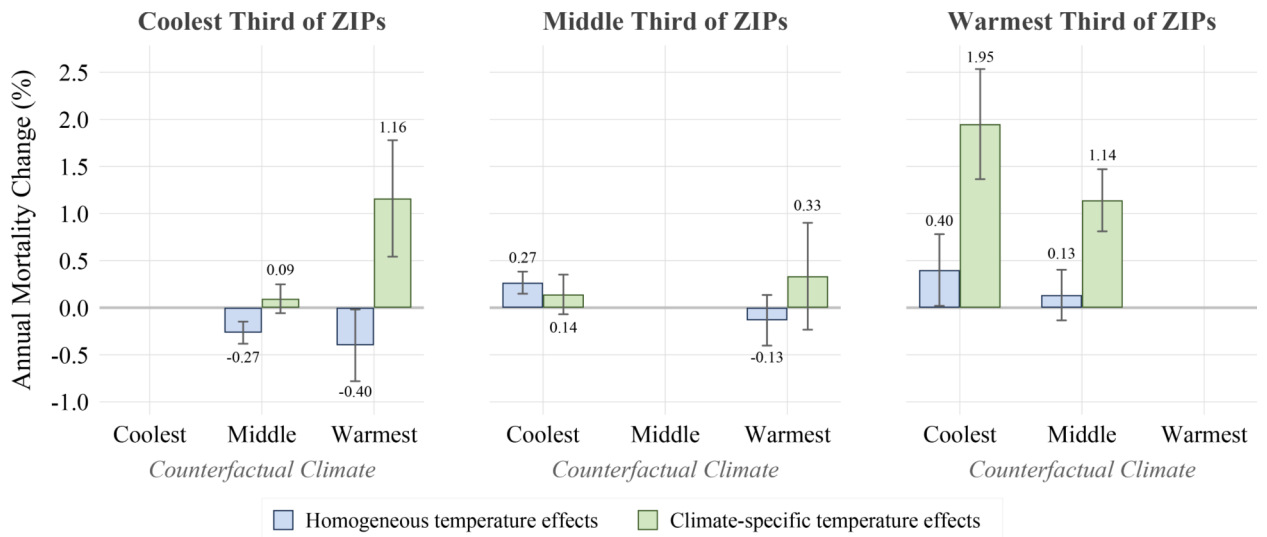 Coolest Third of ZIPs
Middle Third of ZIPs
Warmest Third of ZIPs
Annual Mortality Change (%)
2.5
2.0
1.5
1.0
0.5
0.0
-0.5
-1.0
-0.27
0.09
-0.40
1.16
0.27
0.14
-0.13
0.33
0.40
1.95
0.13
1.14
Coolest Middle Warmest
Coolest Middle Warmest
Coolest Middle Warmest
Counterfactual Climate
Counterfactual Climate
Counterfactual Climate
Homogeneous temperature effects
Climate-specific temperature effects